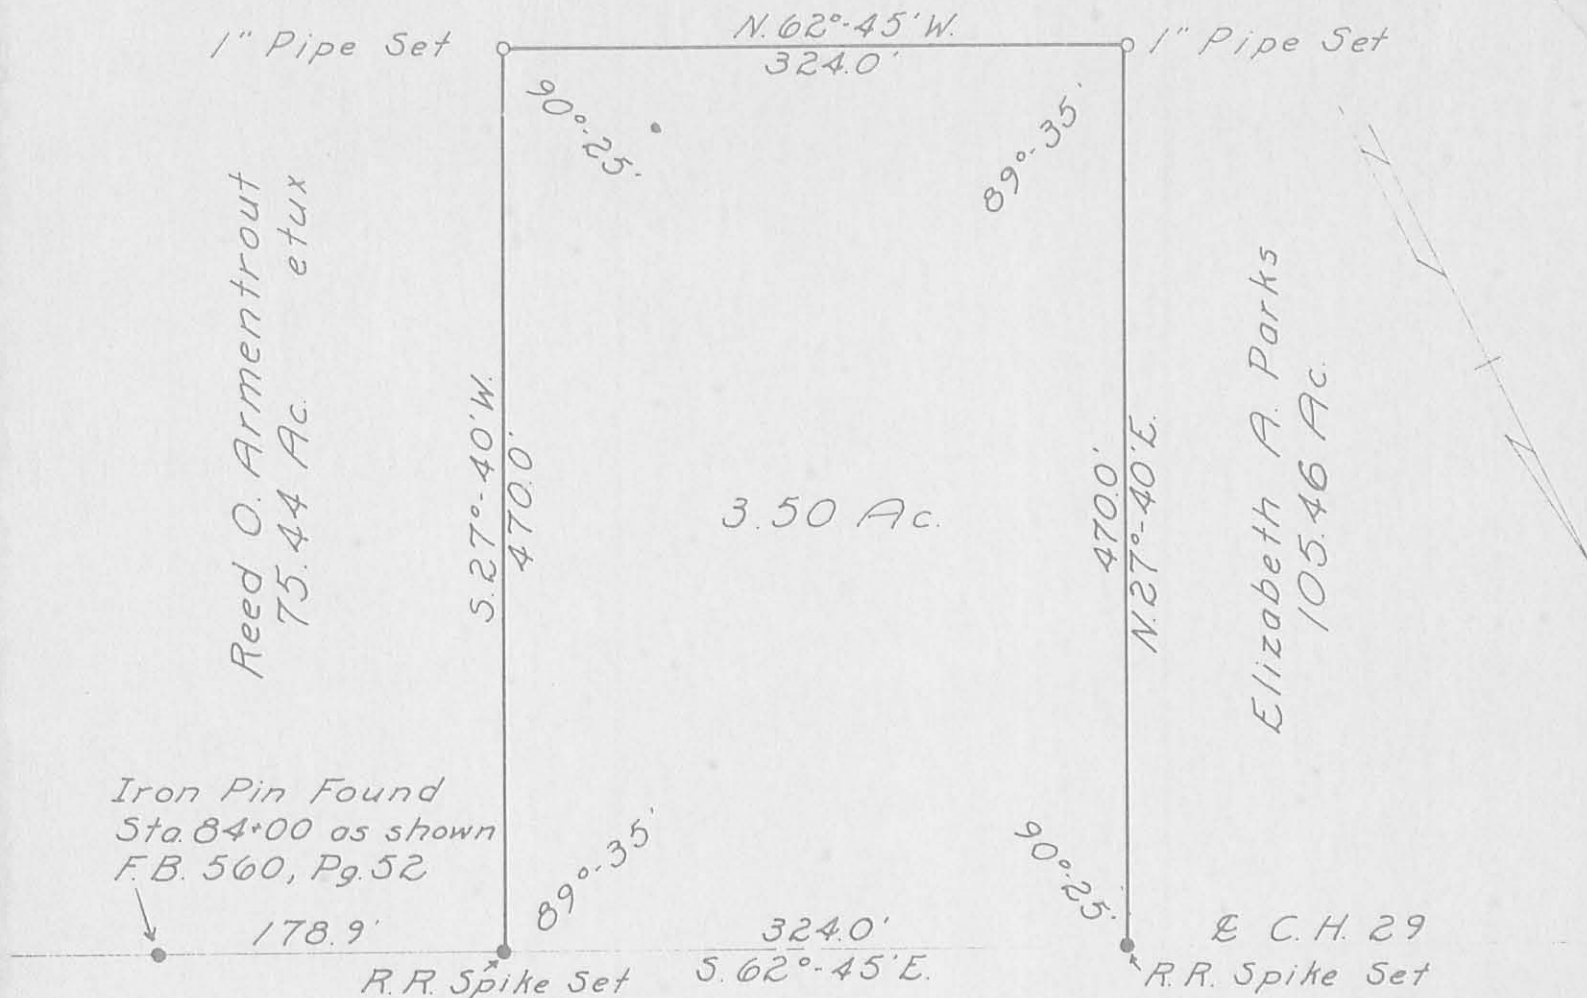 N. 62°-45' W.
1" Pipe Set
1" Pipe Set
324.0'
90°-25'
89°-35'
Reed O. Armentrout
etux
75.44 Ac.
S. 27°-40' W.
470.0'
3.50 Ac.
470.0'
N. 27°-40' E.
Elizabeth A. Parks
105.46 Ac.
Iron Pin Found
Sta. 84+00 as shown
F.B. 560, Pg. 52
89°-35'
90°-25'
178.9'
324.0'
℄ C.H. 29
R.R. Spike Set
S. 62°-45' E.
R.R. Spike Set